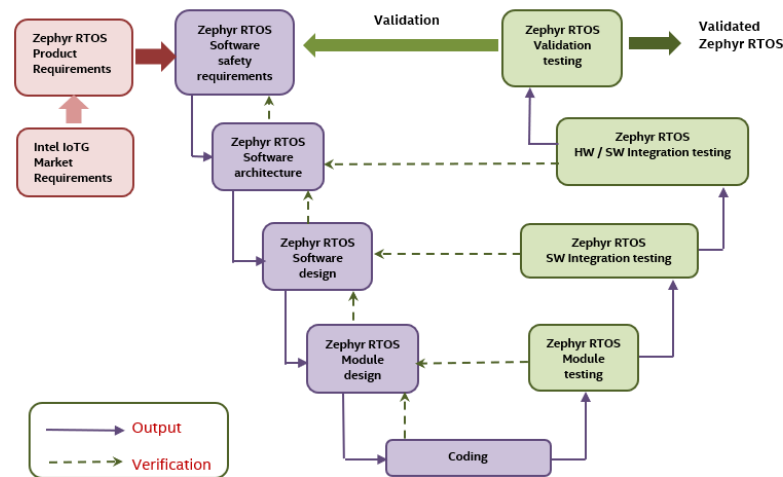 Zephyr RTOS
Product
Requirements
Zephyr RTOS
Software
safety
requirements
Validation
Zephyr RTOS
Validation
testing
Validated
Zephyr RTOS
Intel IoTG
Market
Requirements
Zephyr RTOS
Software
architecture
Zephyr RTOS
HW / SW Integration testing
Zephyr RTOS
Software
design
Zephyr RTOS
SW Integration testing
Zephyr RTOS
Module
design
Zephyr RTOS
Module
testing
Coding
Output
Verification